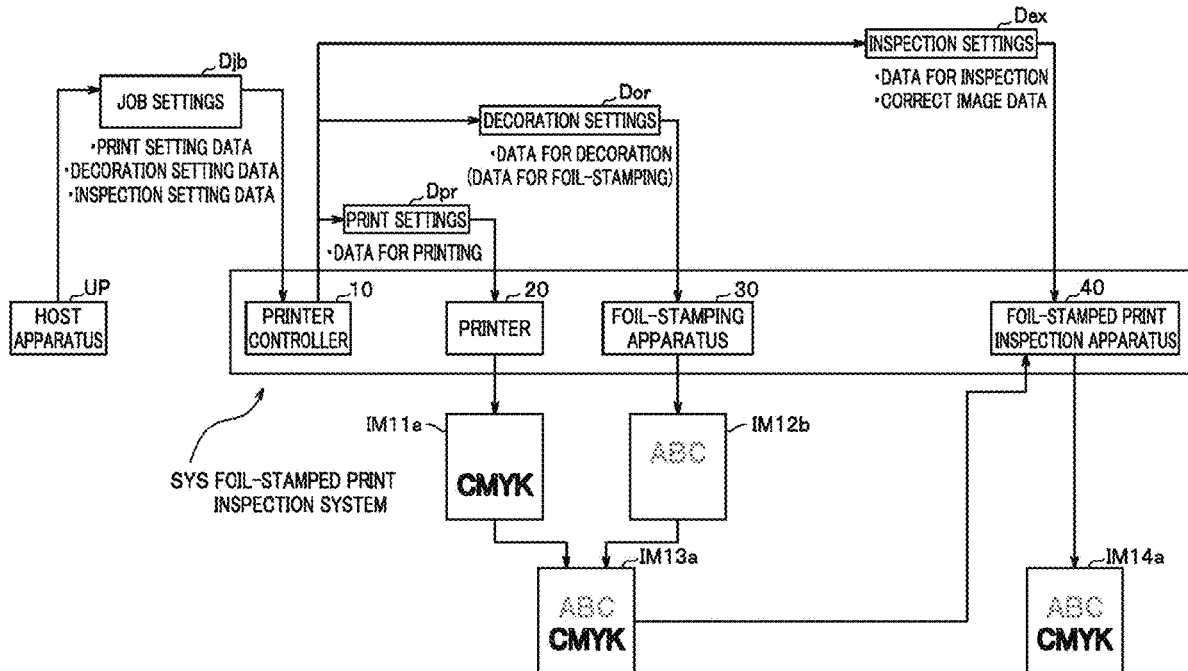 Dex
INSPECTION SETTINGS
•DATA FOR INSPECTION
•CORRECT IMAGE DATA
Djb
JOB SETTINGS
•PRINT SETTING DATA
•DECORATION SETTING DATA
•INSPECTION SETTING DATA
Dor
DECORATION SETTINGS
•DATA FOR DECORATION
(DATA FOR FOIL-STAMPING)
Dpr
PRINT SETTINGS
•DATA FOR PRINTING
UP
HOST
APPARATUS
10
PRINTER
CONTROLLER
20
PRINTER
30
FOIL-STAMPING
APPARATUS
40
FOIL-STAMPED PRINT
INSPECTION APPARATUS
SYS FOIL-STAMPED PRINT
INSPECTION SYSTEM
IM11a
CMYK
IM12b
ABC
IM13a
ABC
CMYK
IM14a
ABC
CMYK